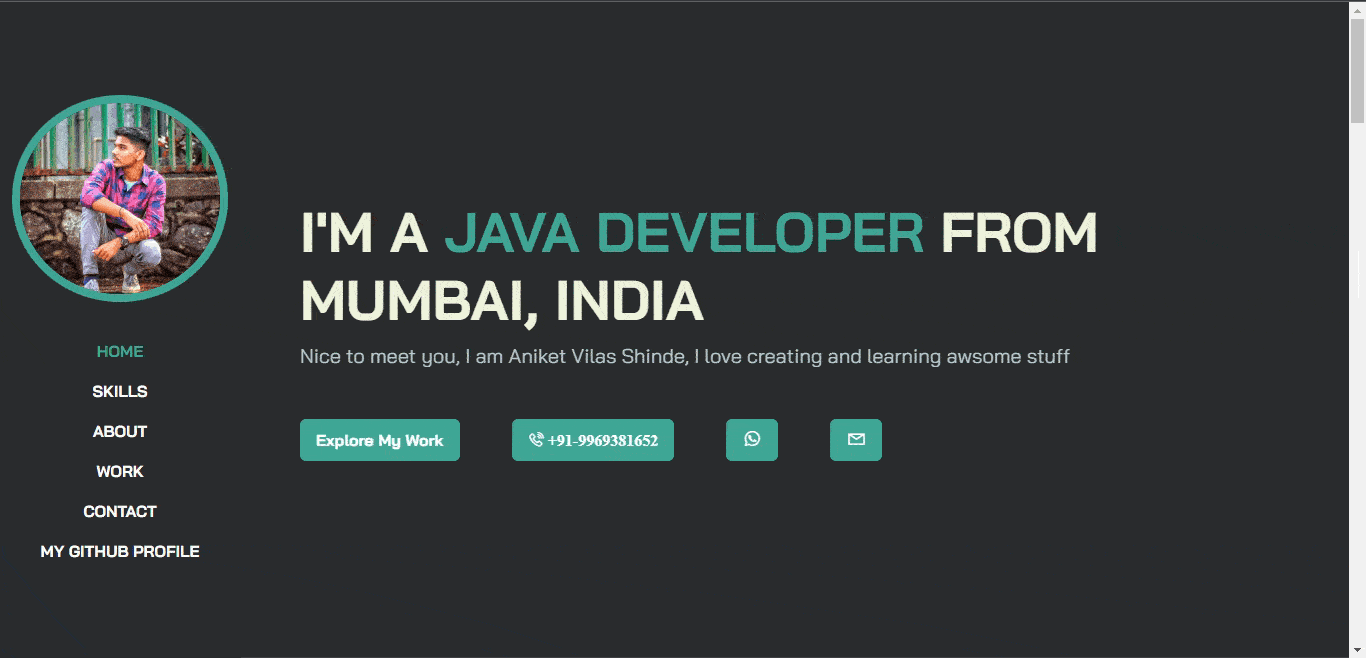 HOME
SKILLS
ABOUT
WORK
CONTACT
MY GITHUB PROFILE
I'M A JAVA DEVELOPER FROM
MUMBAI, INDIA
Nice to meet you, I am Aniket Vilas Shinde, I love creating and learning awsome stuff
Explore My Work
+91-9969381652